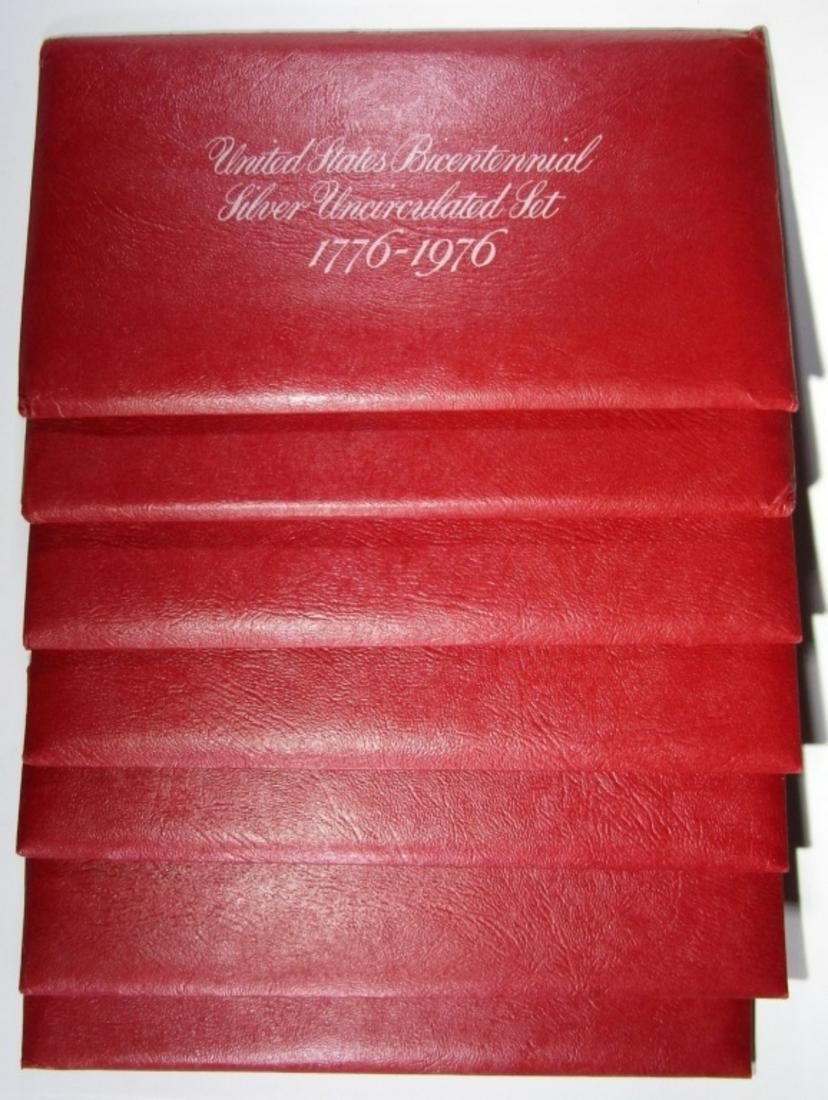 United States Bicentennial
Silver Uncirculated Set
1776-1976